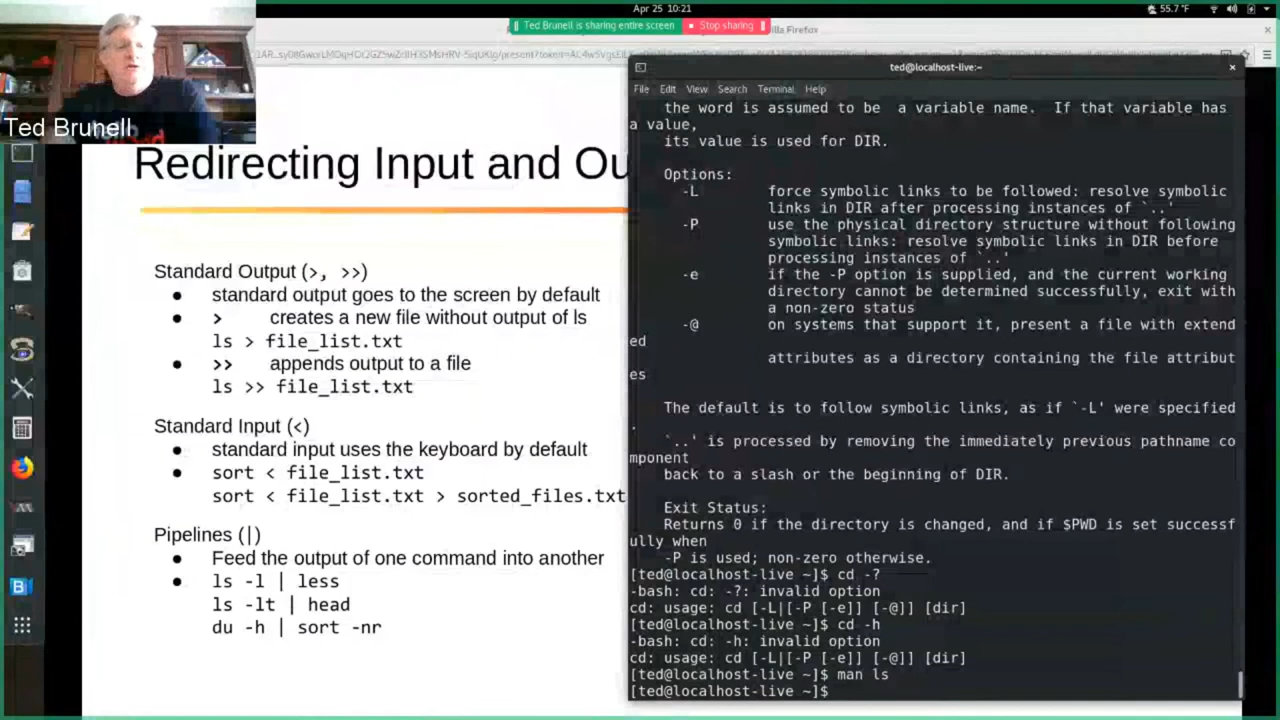 Apr 25 10:21
55.7 °F
Ted Brunell is sharing entire screen
Stop sharing
Firefox
Ted Brunell
Redirecting Input and Ou
Standard Output (>, >>)
● standard output goes to the screen by default
● > creates a new file without output of ls
ls > file_list.txt
● >> appends output to a file
ls >> file_list.txt
Standard Input (<)
● standard input uses the keyboard by default
● sort < file_list.txt
sort < file_list.txt > sorted_files.txt
Pipelines (|)
● Feed the output of one command into another
● ls -l | less
ls -lt | head
du -h | sort -nr
ted@localhost-live:~
File Edit View Search Terminal Help
the word is assumed to be a variable name. If that variable has
a value,
its value is used for DIR.
Options:
-L force symbolic links to be followed: resolve symbolic
links in DIR after processing instances of `..'
-P use the physical directory structure without following
symbolic links: resolve symbolic links in DIR before
processing instances of `..'
-e if the -P option is supplied, and the current working
directory cannot be determined successfully, exit with
a non-zero status
-@ on systems that support it, present a file with extend
ed
attributes as a directory containing the file attribut
es
The default is to follow symbolic links, as if `-L' were specified
.
`..' is processed by removing the immediately previous pathname co
mponent
back to a slash or the beginning of DIR.
Exit Status:
Returns 0 if the directory is changed, and if $PWD is set successf
ully when
-P is used; non-zero otherwise.
[ted@localhost-live ~]$ cd -?
-bash: cd: -?: invalid option
cd: usage: cd [-L|[-P [-e]] [-@]] [dir]
[ted@localhost-live ~]$ cd -h
-bash: cd: -h: invalid option
cd: usage: cd [-L|[-P [-e]] [-@]] [dir]
[ted@localhost-live ~]$ man ls
[ted@localhost-live ~]$